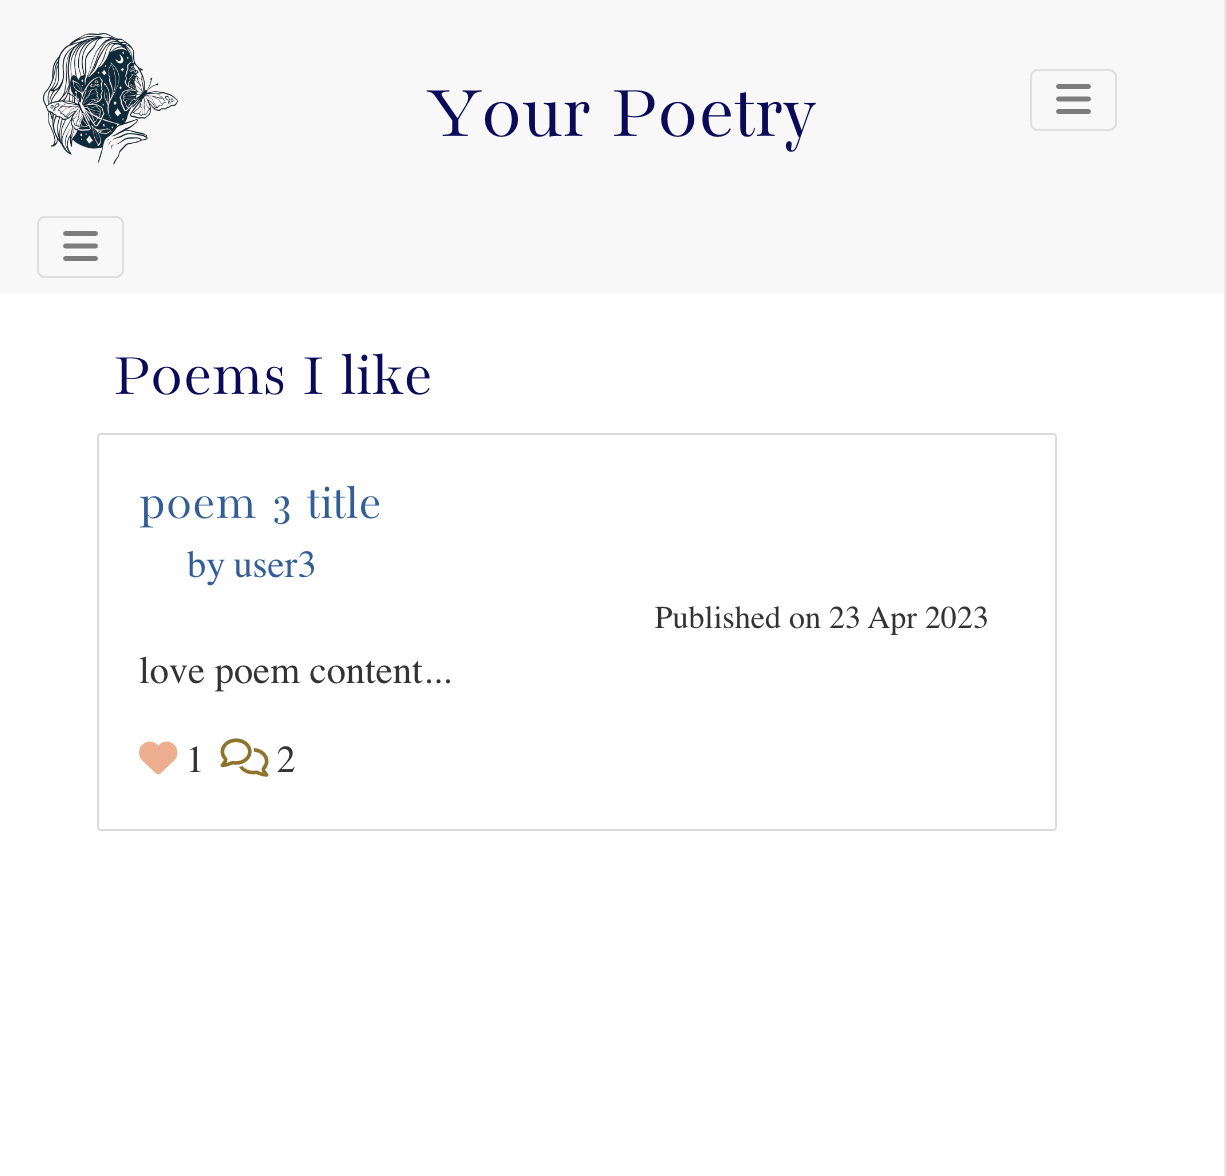 Your Poetry
Poems I like
poem 3 title
by user3
Published on 23 Apr 2023
love poem content...
1 2